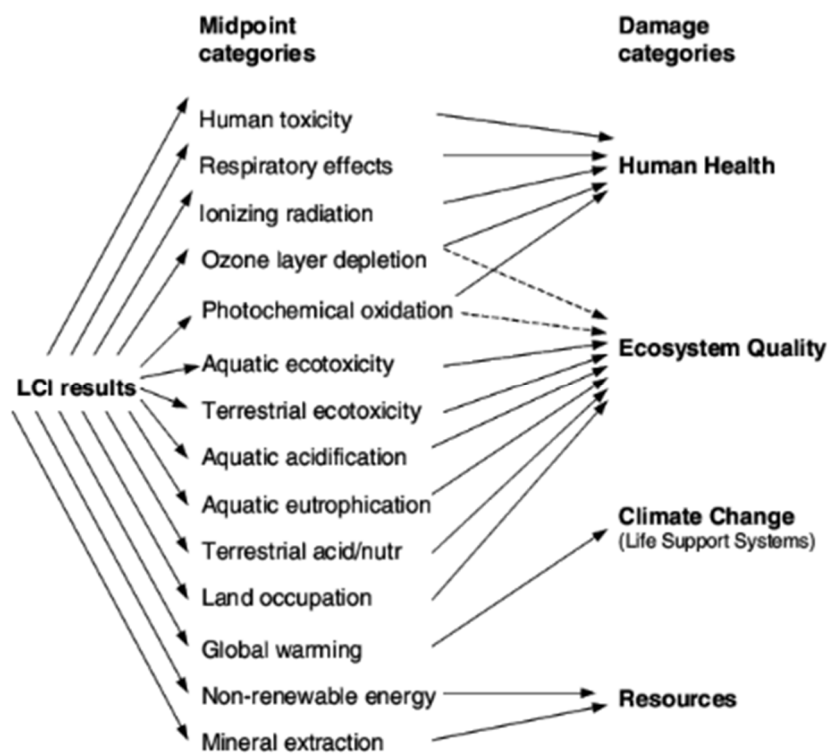 Midpoint
categories
Damage
categories
Human toxicity
Respiratory effects
Human Health
Ionizing radiation
Ozone layer depletion
Photochemical oxidation
Ecosystem Quality
Aquatic ecotoxicity
LCI results
Terrestrial ecotoxicity
Aquatic acidification
Aquatic eutrophication
Climate Change
(Life Support Systems)
Terrestrial acid/nutr
Land occupation
Global warming
Non-renewable energy
Resources
Mineral extraction